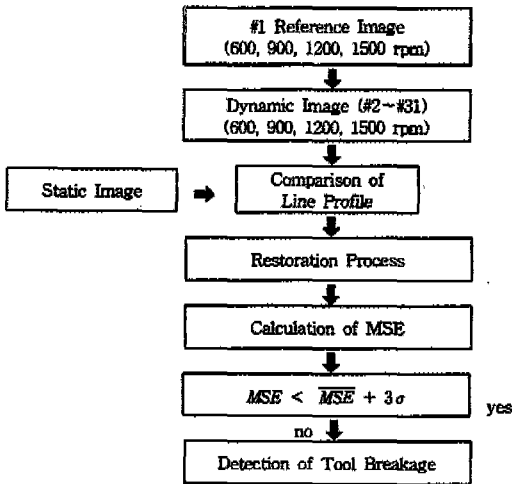 #1 Reference Image
(600, 900, 1200, 1500 rpm)
Dynamic Image (#2~#31)
(600, 900, 1200, 1500 rpm)
Static Image
Comparison of
Line Profile
Restoration Process
Calculation of MSE
MSE < \overline{MSE} + 3σ
yes
no
Detection of Tool Breakage